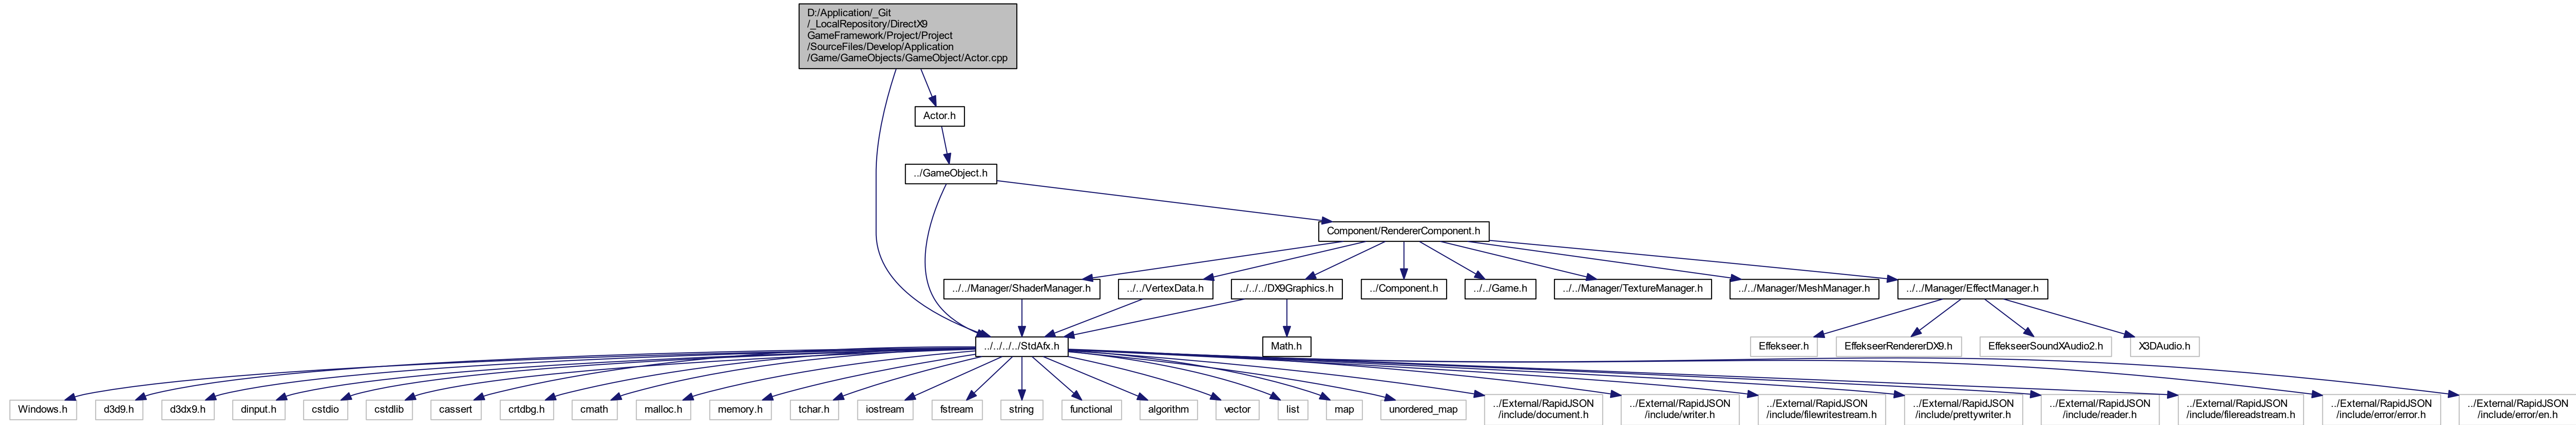 D:/Application/_Git
/_LocalRepository/DirectX9
GameFramework/Project/Project
/SourceFiles/Develop/Application
/Game/GameObjects/GameObject/Actor.cpp
Actor.h
../GameObject.h
Component/RendererComponent.h
../../Manager/ShaderManager.h
../../VertexData.h
../../../DX9Graphics.h
../Component.h
../../Game.h
../../Manager/TextureManager.h
../../Manager/MeshManager.h
../../Manager/EffectManager.h
../../../../StdAfx.h
Math.h
Effekseer.h
EffekseerRendererDX9.h
EffekseerSoundXAudio2.h
X3DAudio.h
Windows.h
d3d9.h
d3dx9.h
dinput.h
cstdio
cstdlib
cassert
crtdbg.h
cmath
malloc.h
memory.h
tchar.h
iostream
fstream
string
functional
algorithm
vector
list
map
unordered_map
../External/RapidJSON
/include/document.h
../External/RapidJSON
/include/writer.h
../External/RapidJSON
/include/filewritestream.h
../External/RapidJSON
/include/prettywriter.h
../External/RapidJSON
/include/reader.h
../External/RapidJSON
/include/filereadstream.h
../External/RapidJSON
/include/error/error.h
../External/RapidJSON
/include/error/en.h